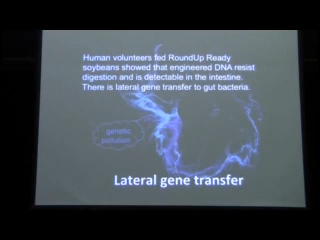 Human volunteers fed RoundUp Ready
soybeans showed that engineered DNA resist
digestion and is detectable in the intestine.
There is lateral gene transfer to gut bacteria.
genetic
pollution
Lateral gene transfer